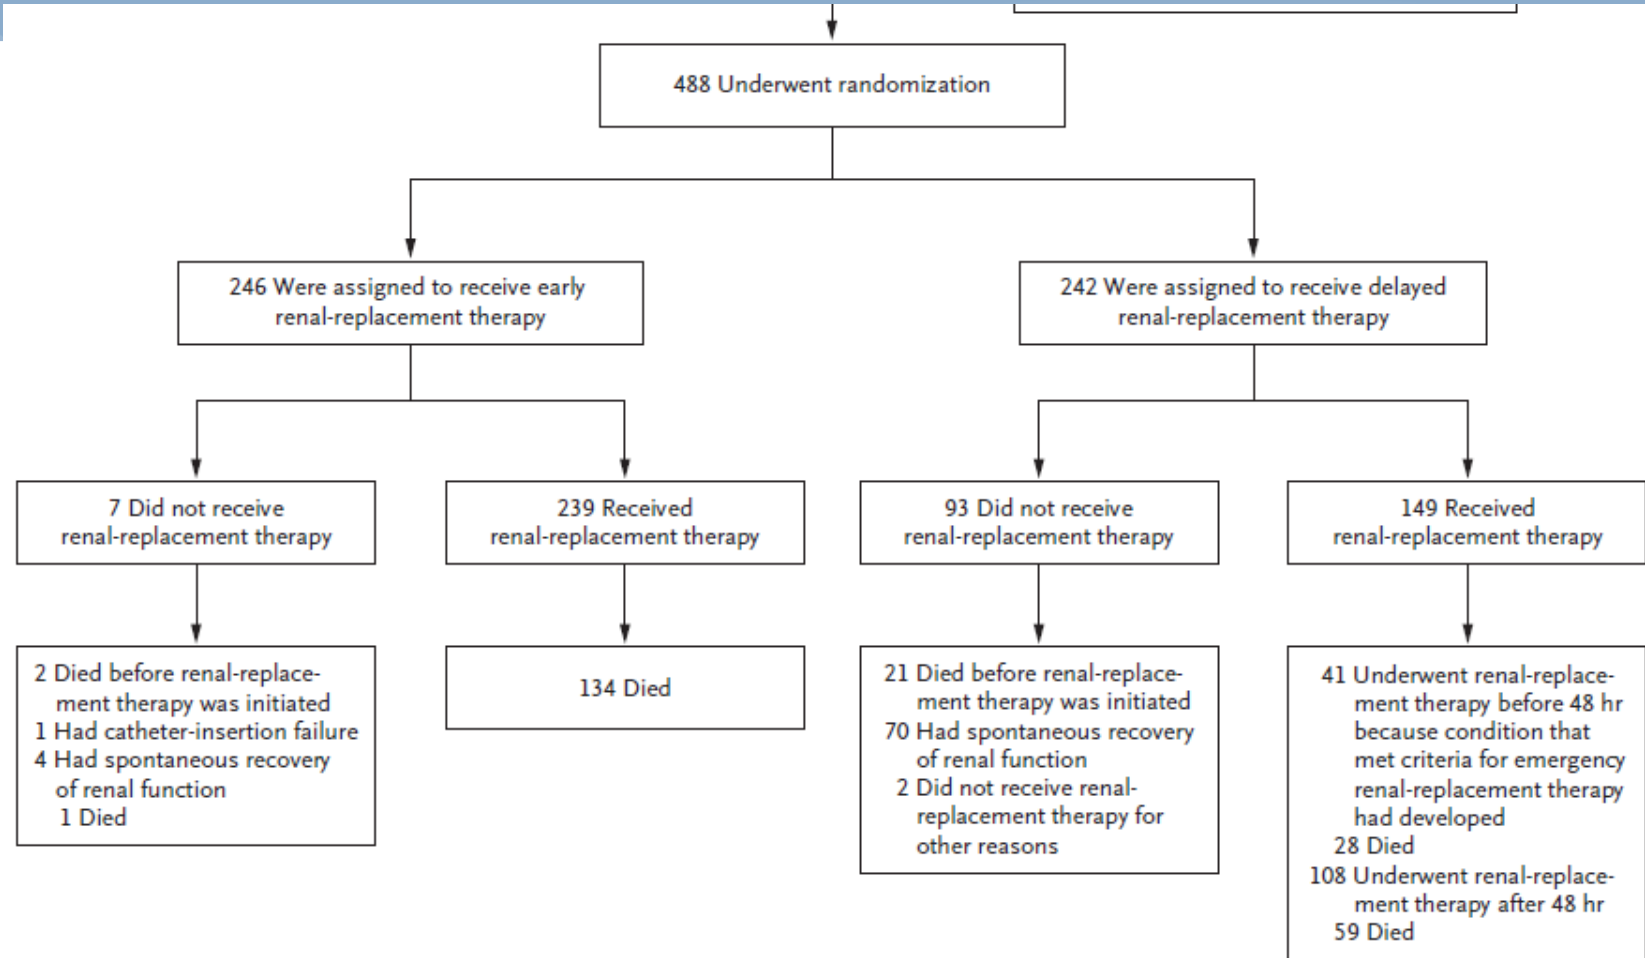 488 Underwent randomization
246 Were assigned to receive early
renal-replacement therapy
242 Were assigned to receive delayed
renal-replacement therapy
7 Did not receive
renal-replacement therapy
239 Received
renal-replacement therapy
93 Did not receive
renal-replacement therapy
149 Received
renal-replacement therapy
2 Died before renal-replace-
ment therapy was initiated
1 Had catheter-insertion failure
4 Had spontaneous recovery
of renal function
1 Died
134 Died
21 Died before renal-replace-
ment therapy was initiated
70 Had spontaneous recovery
of renal function
2 Did not receive renal-
replacement therapy for
other reasons
41 Underwent renal-replace-
ment therapy before 48 hr
because condition that
met criteria for emergency
renal-replacement therapy
had developed
28 Died
108 Underwent renal-replace-
ment therapy after 48 hr
59 Died